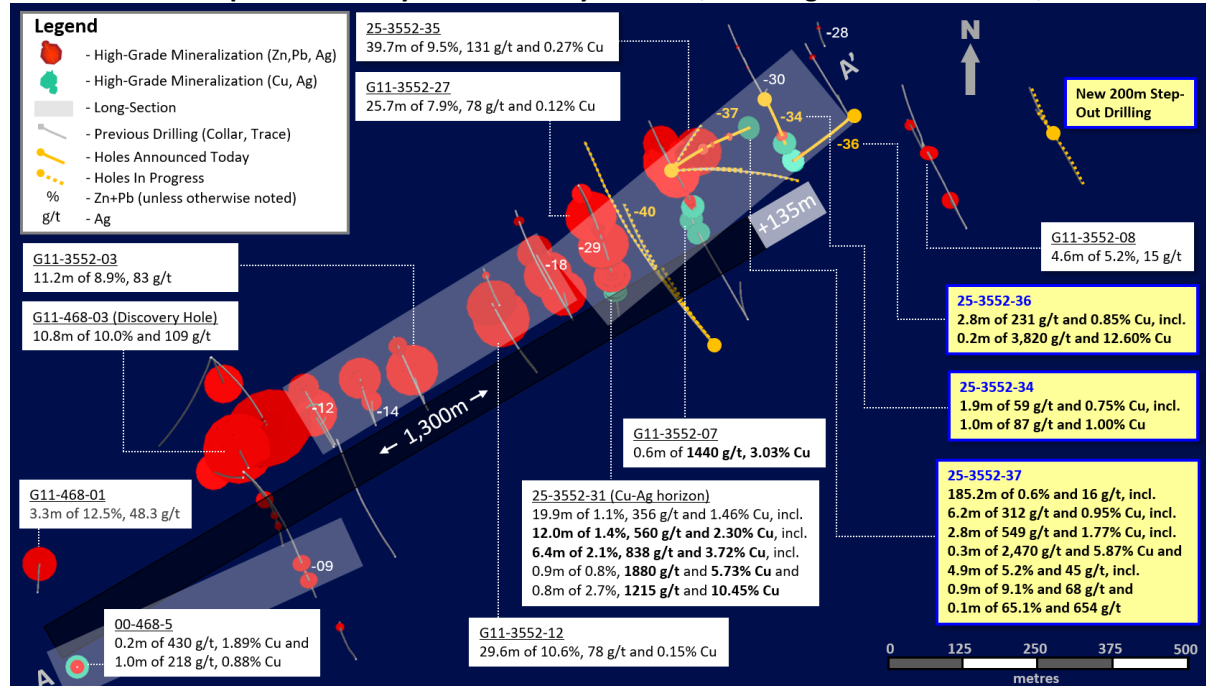 Legend
- High-Grade Mineralization (Zn,Pb, Ag)
- High-Grade Mineralization (Cu, Ag)
- Long-Section
- Previous Drilling (Collar, Trace)
- Holes Announced Today
- Holes In Progress
% - Zn+Pb (unless otherwise noted)
g/t - Ag
25-3552-35
39.7m of 9.5%, 131 g/t and 0.27% Cu
G11-3552-27
25.7m of 7.9%, 78 g/t and 0.12% Cu
-28
A'
N
-30
-37
-34
-36
New 200m Step-
Out Drilling
-40
+135m
-29
-18
G11-3552-08
4.6m of 5.2%, 15 g/t
G11-3552-03
11.2m of 8.9%, 83 g/t
25-3552-36
2.8m of 231 g/t and 0.85% Cu, incl.
0.2m of 3,820 g/t and 12.60% Cu
G11-468-03 (Discovery Hole)
10.8m of 10.0% and 109 g/t
25-3552-34
1.9m of 59 g/t and 0.75% Cu, incl.
1.0m of 87 g/t and 1.00% Cu
-12
-14
← 1,300m →
G11-3552-07
0.6m of 1440 g/t, 3.03% Cu
25-3552-37
185.2m of 0.6% and 16 g/t, incl.
6.2m of 312 g/t and 0.95% Cu, incl.
2.8m of 549 g/t and 1.77% Cu, incl.
0.3m of 2,470 g/t and 5.87% Cu and
4.9m of 5.2% and 45 g/t, incl.
0.9m of 9.1% and 68 g/t and
0.1m of 65.1% and 654 g/t
G11-468-01
3.3m of 12.5%, 48.3 g/t
25-3552-31 (Cu-Ag horizon)
19.9m of 1.1%, 356 g/t and 1.46% Cu, incl.
12.0m of 1.4%, 560 g/t and 2.30% Cu, incl.
6.4m of 2.1%, 838 g/t and 3.72% Cu, incl.
0.9m of 0.8%, 1880 g/t and 5.73% Cu and
0.8m of 2.7%, 1215 g/t and 10.45% Cu
-09
00-468-5
0.2m of 430 g/t, 1.89% Cu and
1.0m of 218 g/t, 0.88% Cu
A
G11-3552-12
29.6m of 10.6%, 78 g/t and 0.15% Cu
0 125 250 375 500
metres